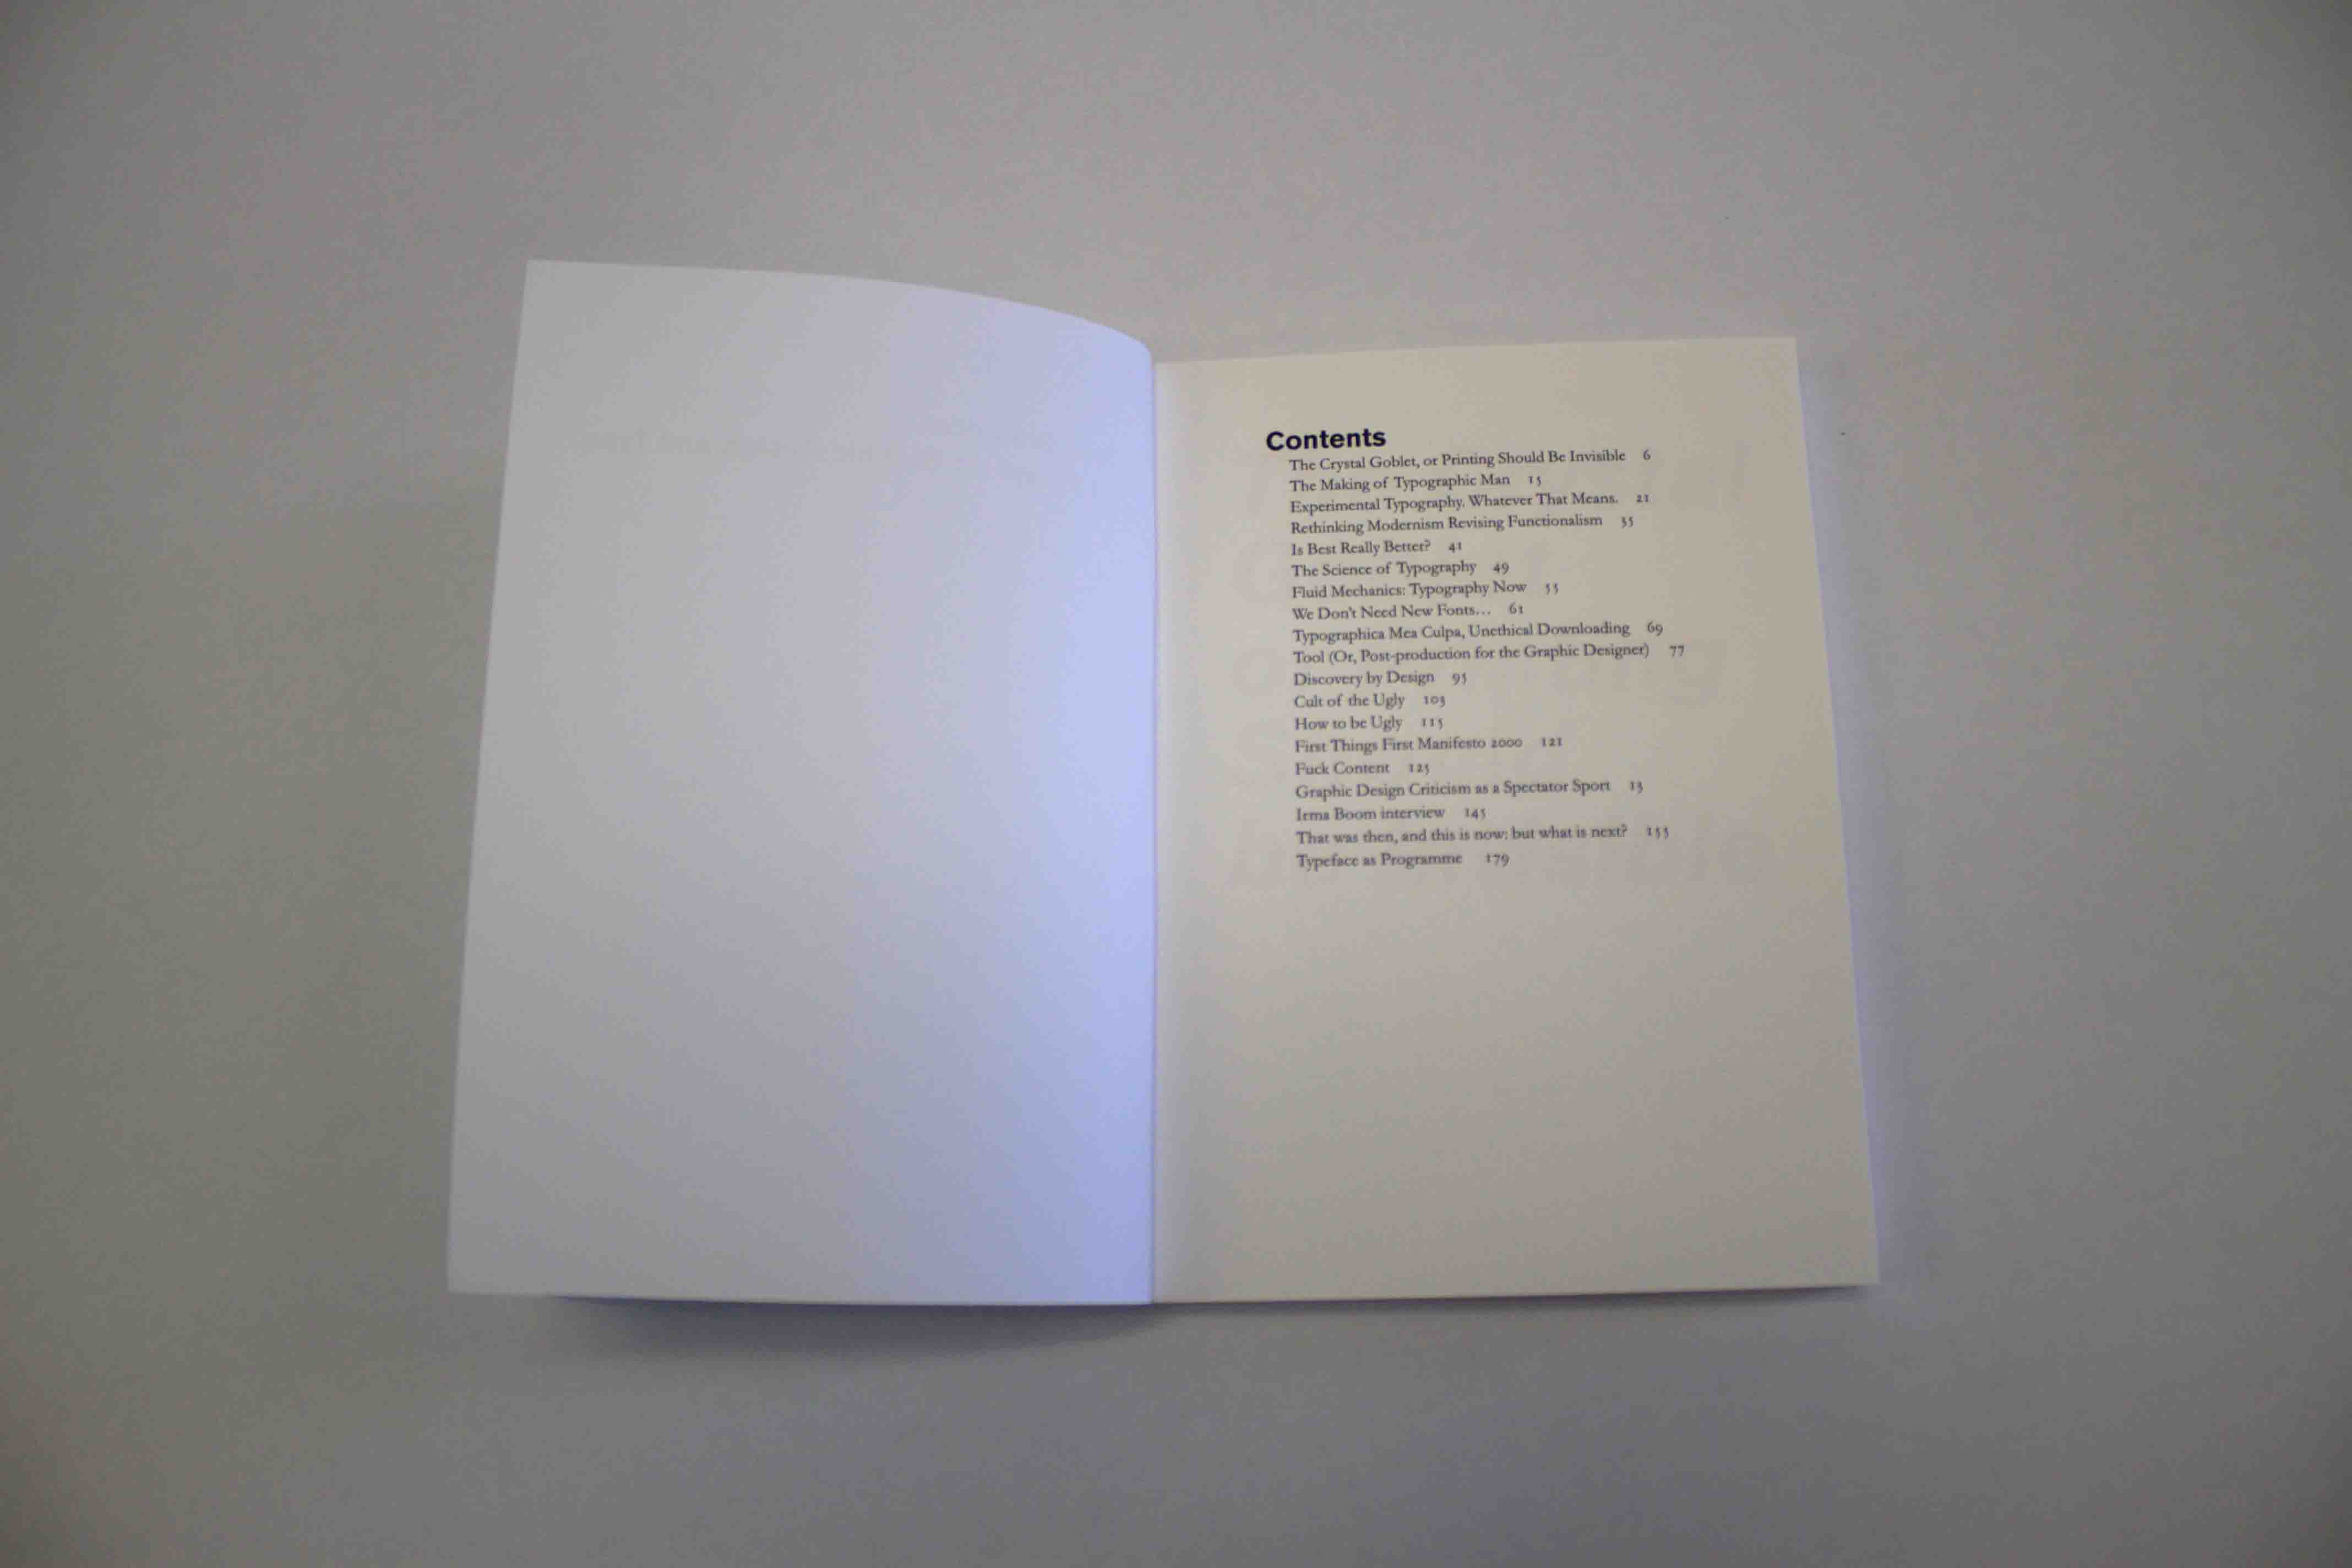 Contents
The Crystal Goblet, or Printing Should Be Invisible 6
The Making of Typographic Man 15
Experimental Typography. Whatever That Means. 21
Rethinking Modernism Revising Functionalism 35
Is Best Really Better? 41
The Science of Typography 49
Fluid Mechanics: Typography Now 55
We Don't Need New Fonts... 61
Typographica Mea Culpa, Unethical Downloading 69
Tool (Or, Post-production for the Graphic Designer) 77
Discovery by Design 95
Cult of the Ugly 103
How to be Ugly 115
First Things First Manifesto 2000 121
Fuck Content 125
Graphic Design Criticism as a Spectator Sport 13
Irma Boom interview 145
That was then, and this is now: but what is next? 155
Typeface as Programme 179